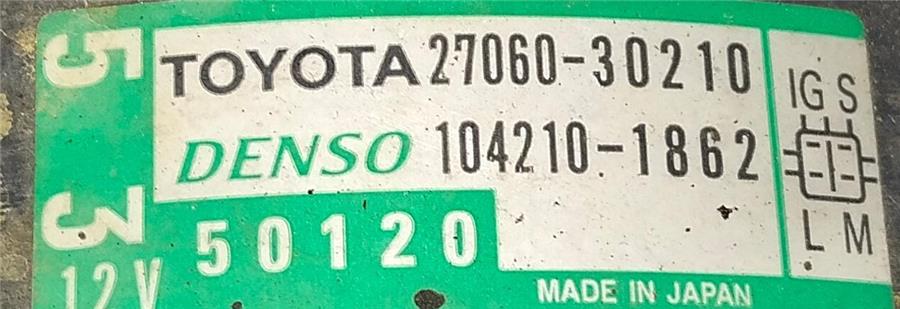 TOYOTA 27060-30210
DENSO 104210-1862
50120
MADE IN JAPAN
5 3
12V
IG S
L M